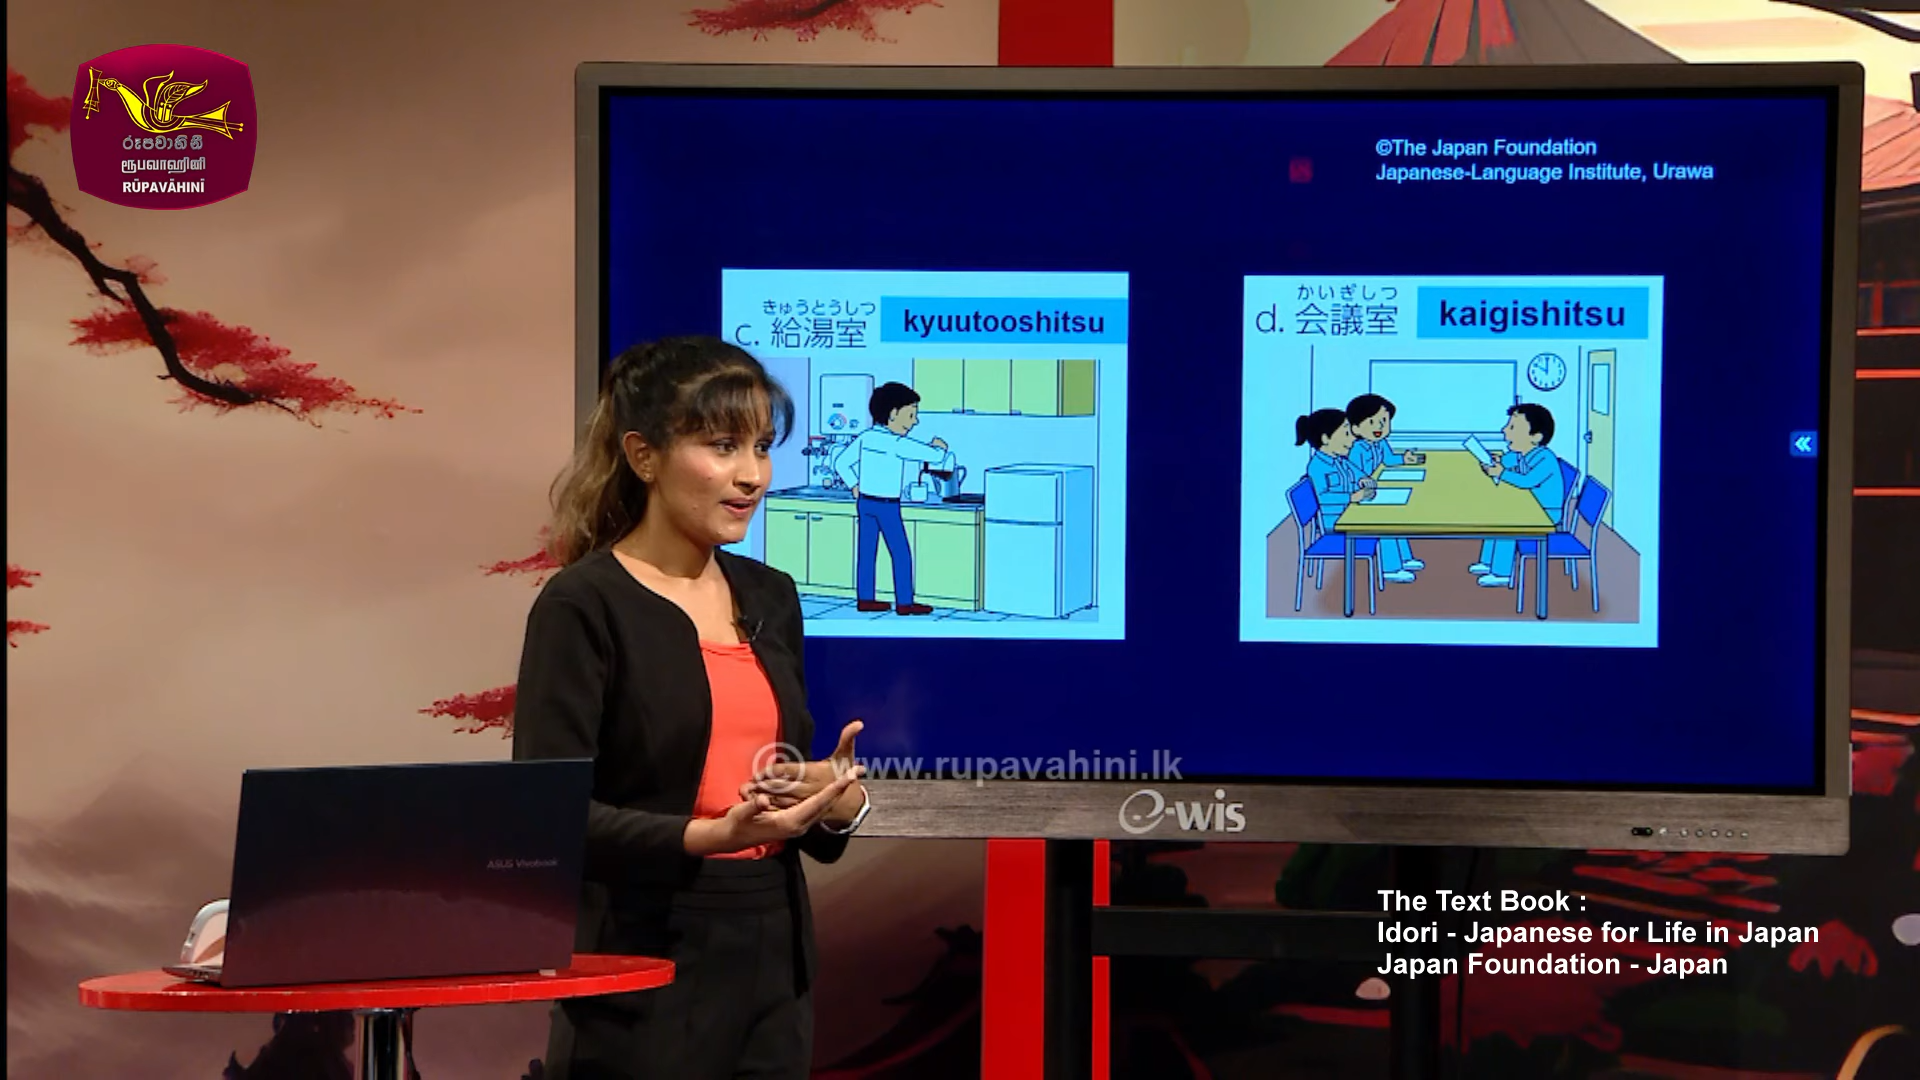 රූපවාහිනී
ரூபவாஹினி
RŪPAVĀHINĪ
©The Japan Foundation
Japanese-Language Institute, Urawa
きゅうとうしつ
c. 給湯室
kyuutooshitsu
かいぎしつ
d. 会議室
kaigishitsu
© www.rupavahini.lk
e-wis
ASUS Vivobook
The Text Book :
Idori - Japanese for Life in Japan
Japan Foundation - Japan